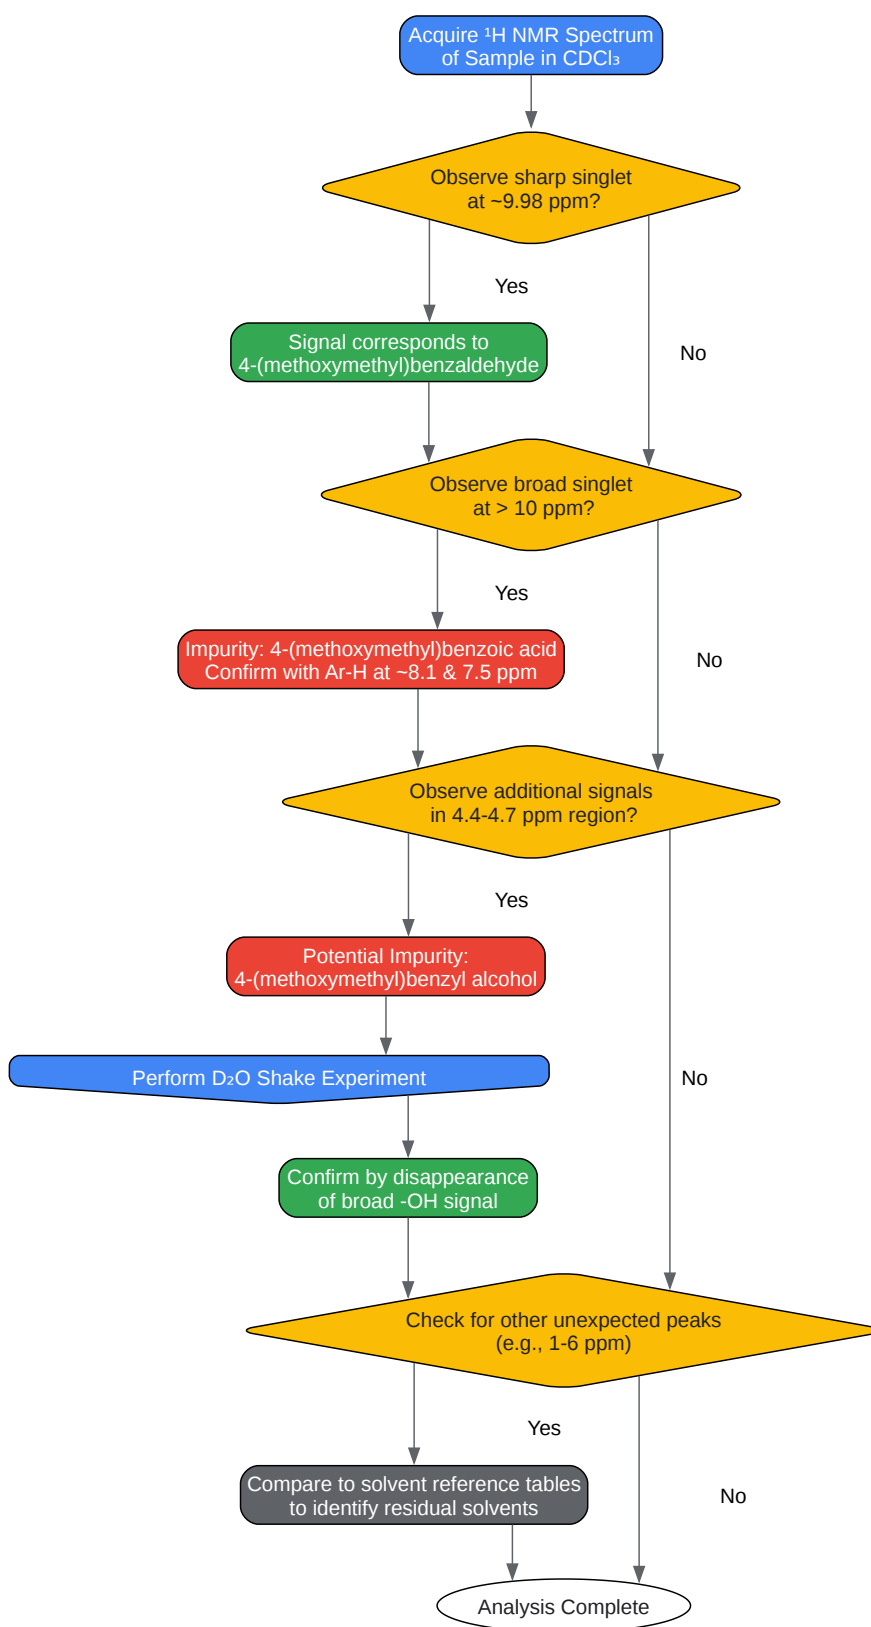 Acquire ¹H NMR Spectrum
of Sample in CDCl₃
Observe sharp singlet
at ~9.98 ppm?
Yes
No
Signal corresponds to
4-(methoxymethyl)benzaldehyde
Observe broad singlet
at > 10 ppm?
Yes
No
Impurity: 4-(methoxymethyl)benzoic acid
Confirm with Ar-H at ~8.1 & 7.5 ppm
Observe additional signals
in 4.4-4.7 ppm region?
Yes
No
Potential Impurity:
4-(methoxymethyl)benzyl alcohol
Perform D₂O Shake Experiment
Confirm by disappearance
of broad -OH signal
Check for other unexpected peaks
(e.g., 1-6 ppm)
Yes
No
Compare to solvent reference tables
to identify residual solvents
Analysis Complete